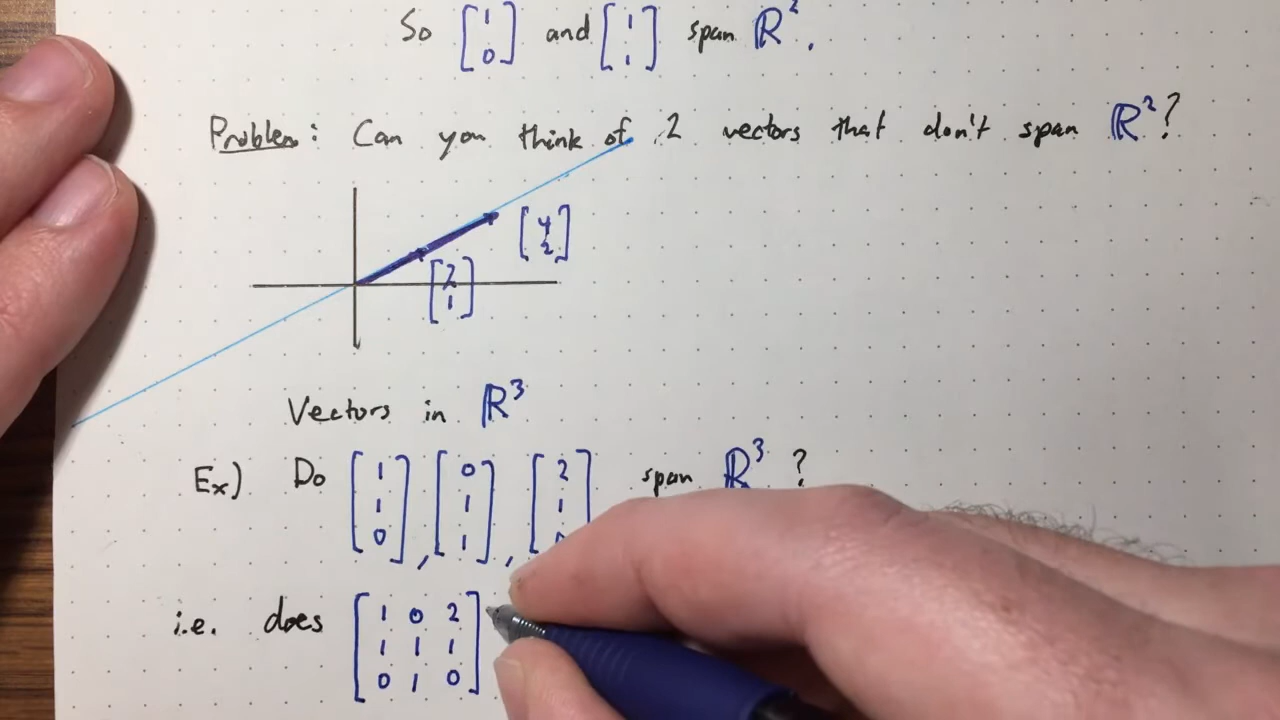 So [1 0] and [1 1] span ℝ².
Problem: Can you think of 2 vectors that don't span ℝ²?
[4 2]
[2 1]
Vectors in ℝ³
Ex) Do [1 1 0], [0 1 1], [2 1 span ℝ³?
i.e. does [1 0 2
1 1 1
0 1 0]